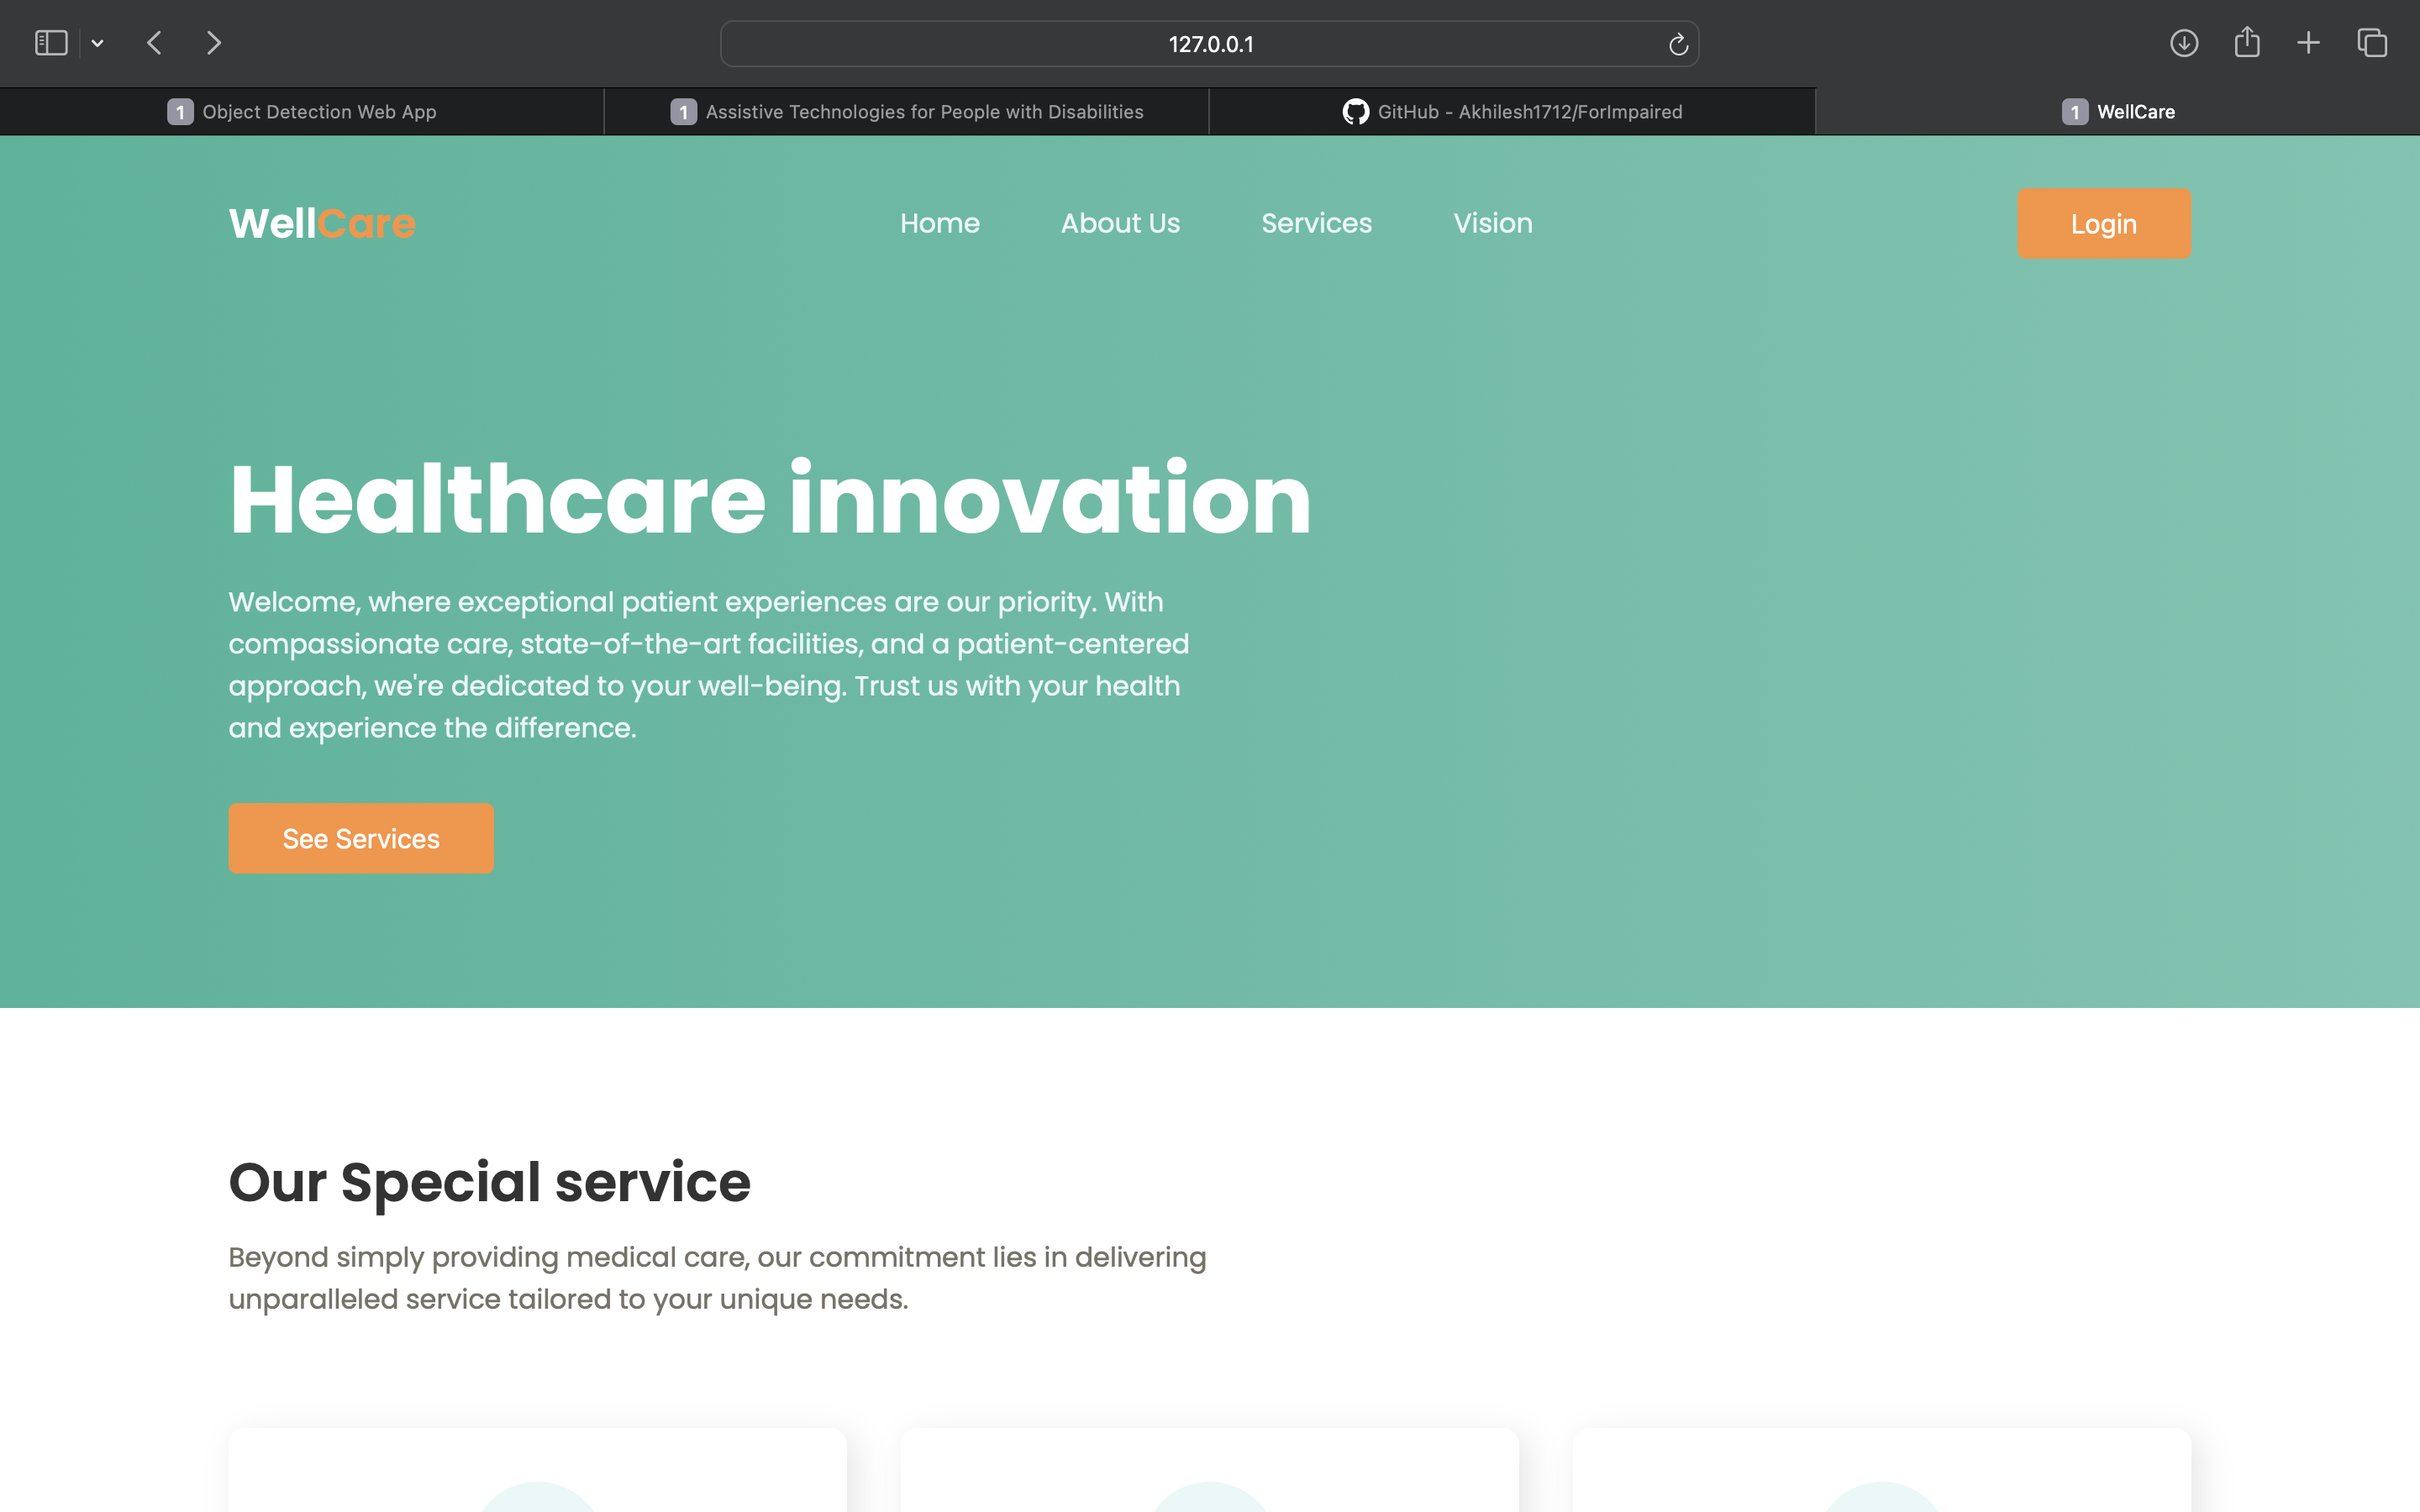 127.0.0.1
1 Object Detection Web App
1 Assistive Technologies for People with Disabilities
GitHub - Akhilesh1712/ForImpaired
1 WellCare
WellCare
Home
About Us
Services
Vision
Login
Healthcare innovation
Welcome, where exceptional patient experiences are our priority. With
compassionate care, state-of-the-art facilities, and a patient-centered
approach, we're dedicated to your well-being. Trust us with your health
and experience the difference.
See Services
Our Special service
Beyond simply providing medical care, our commitment lies in delivering
unparalleled service tailored to your unique needs.